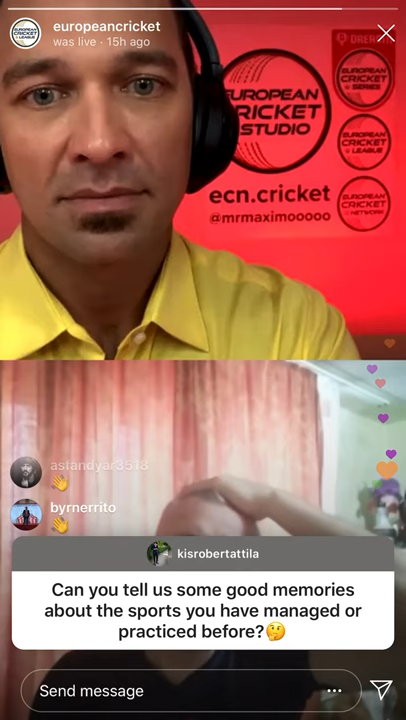 europeancricket
was live · 15h ago
EUROPEAN
CRICKET
STUDIO
ecn.cricket
@mrmaximooooo
EUROPEAN
CRICKET
SERIES
EUROPEAN
CRICKET
LEAGUE
EUROPEAN
CRICKET
NETWORK
asfandyar3518
👋
byrnerrito
👋
kisrobertattila
Can you tell us some good memories
about the sports you have managed or
practiced before?🤔
Send message